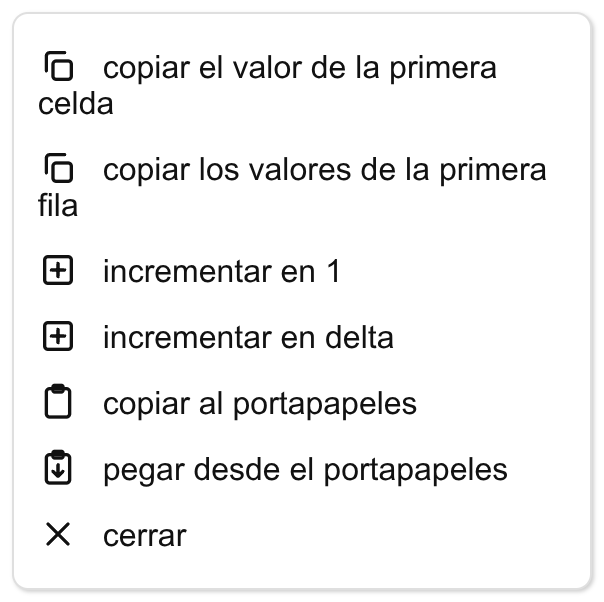 copiar el valor de la primera
celda
copiar los valores de la primera
fila
incrementar en 1
incrementar en delta
copiar al portapapeles
pegar desde el portapapeles
cerrar